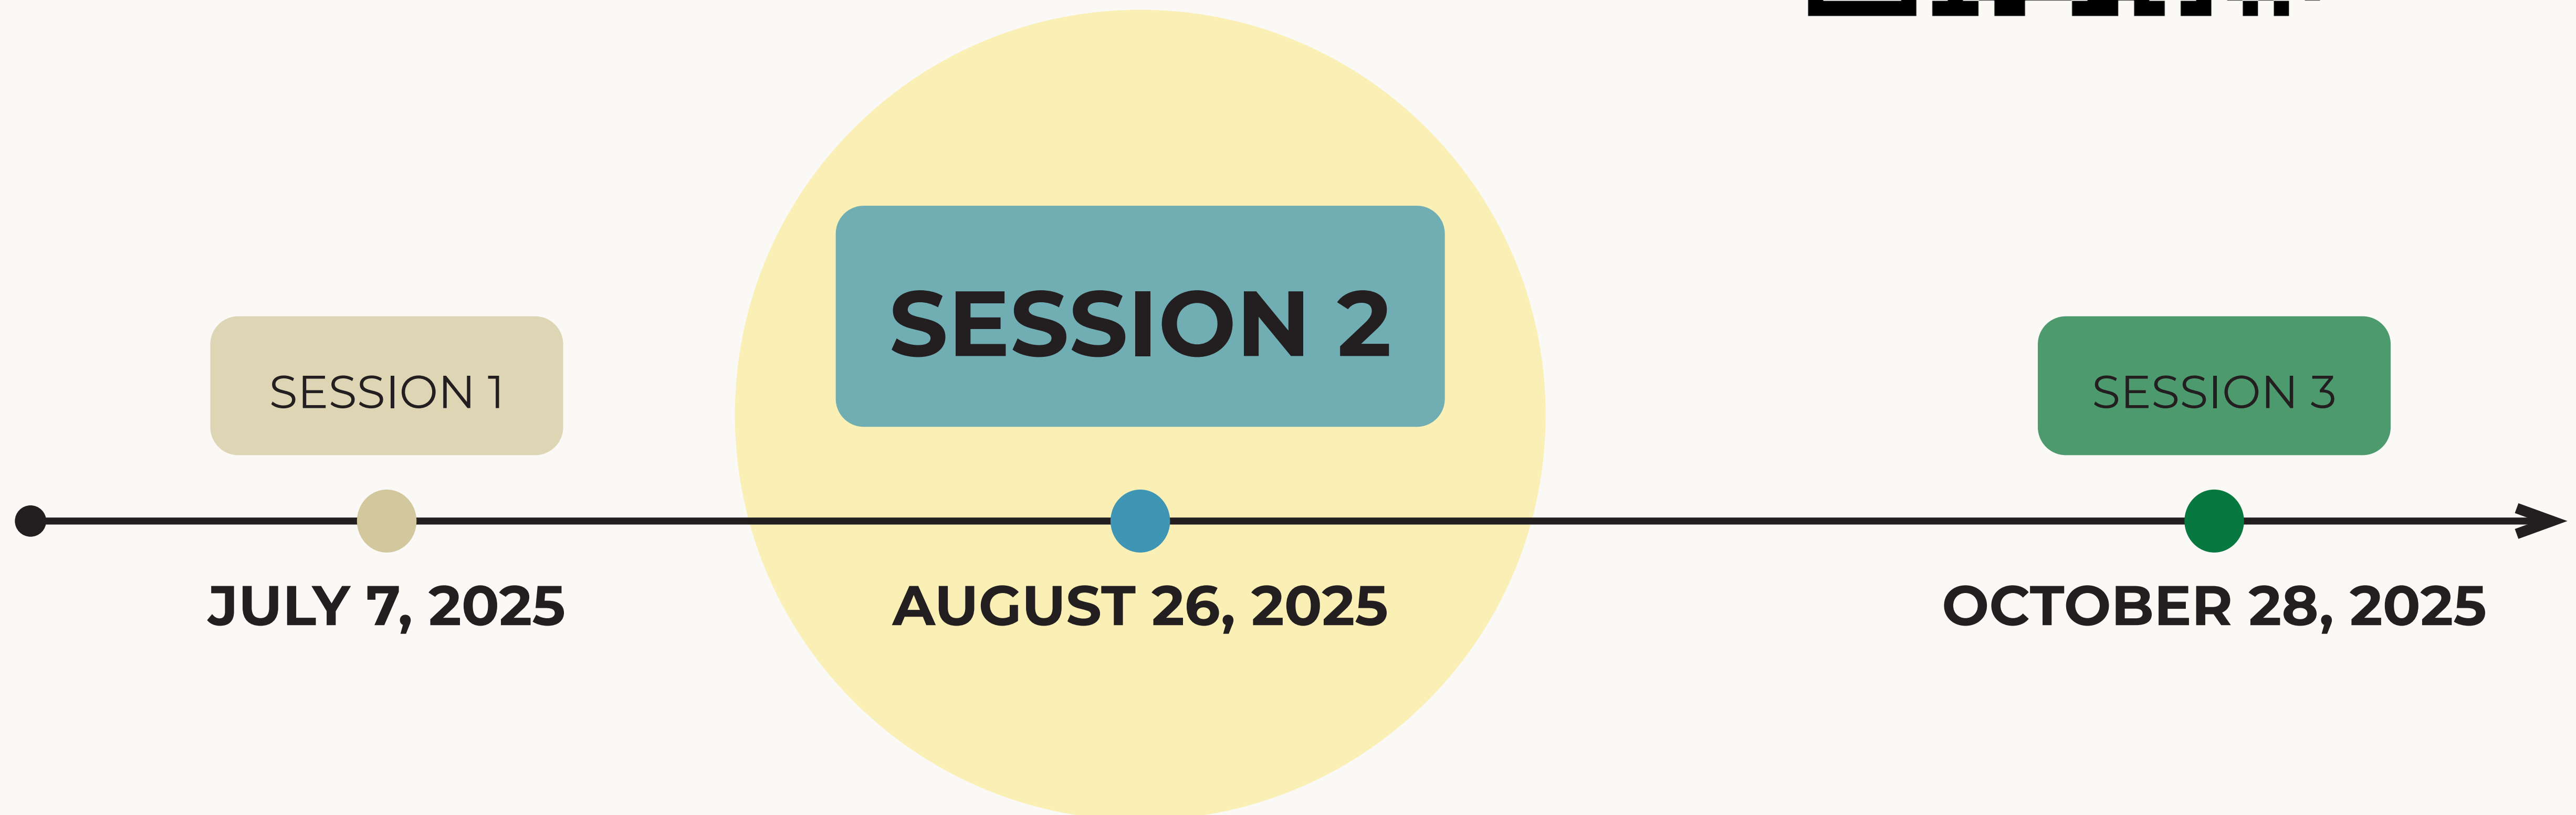 SESSION 2
SESSION 1
SESSION 3
JULY 7, 2025
AUGUST 26, 2025
OCTOBER 28, 2025